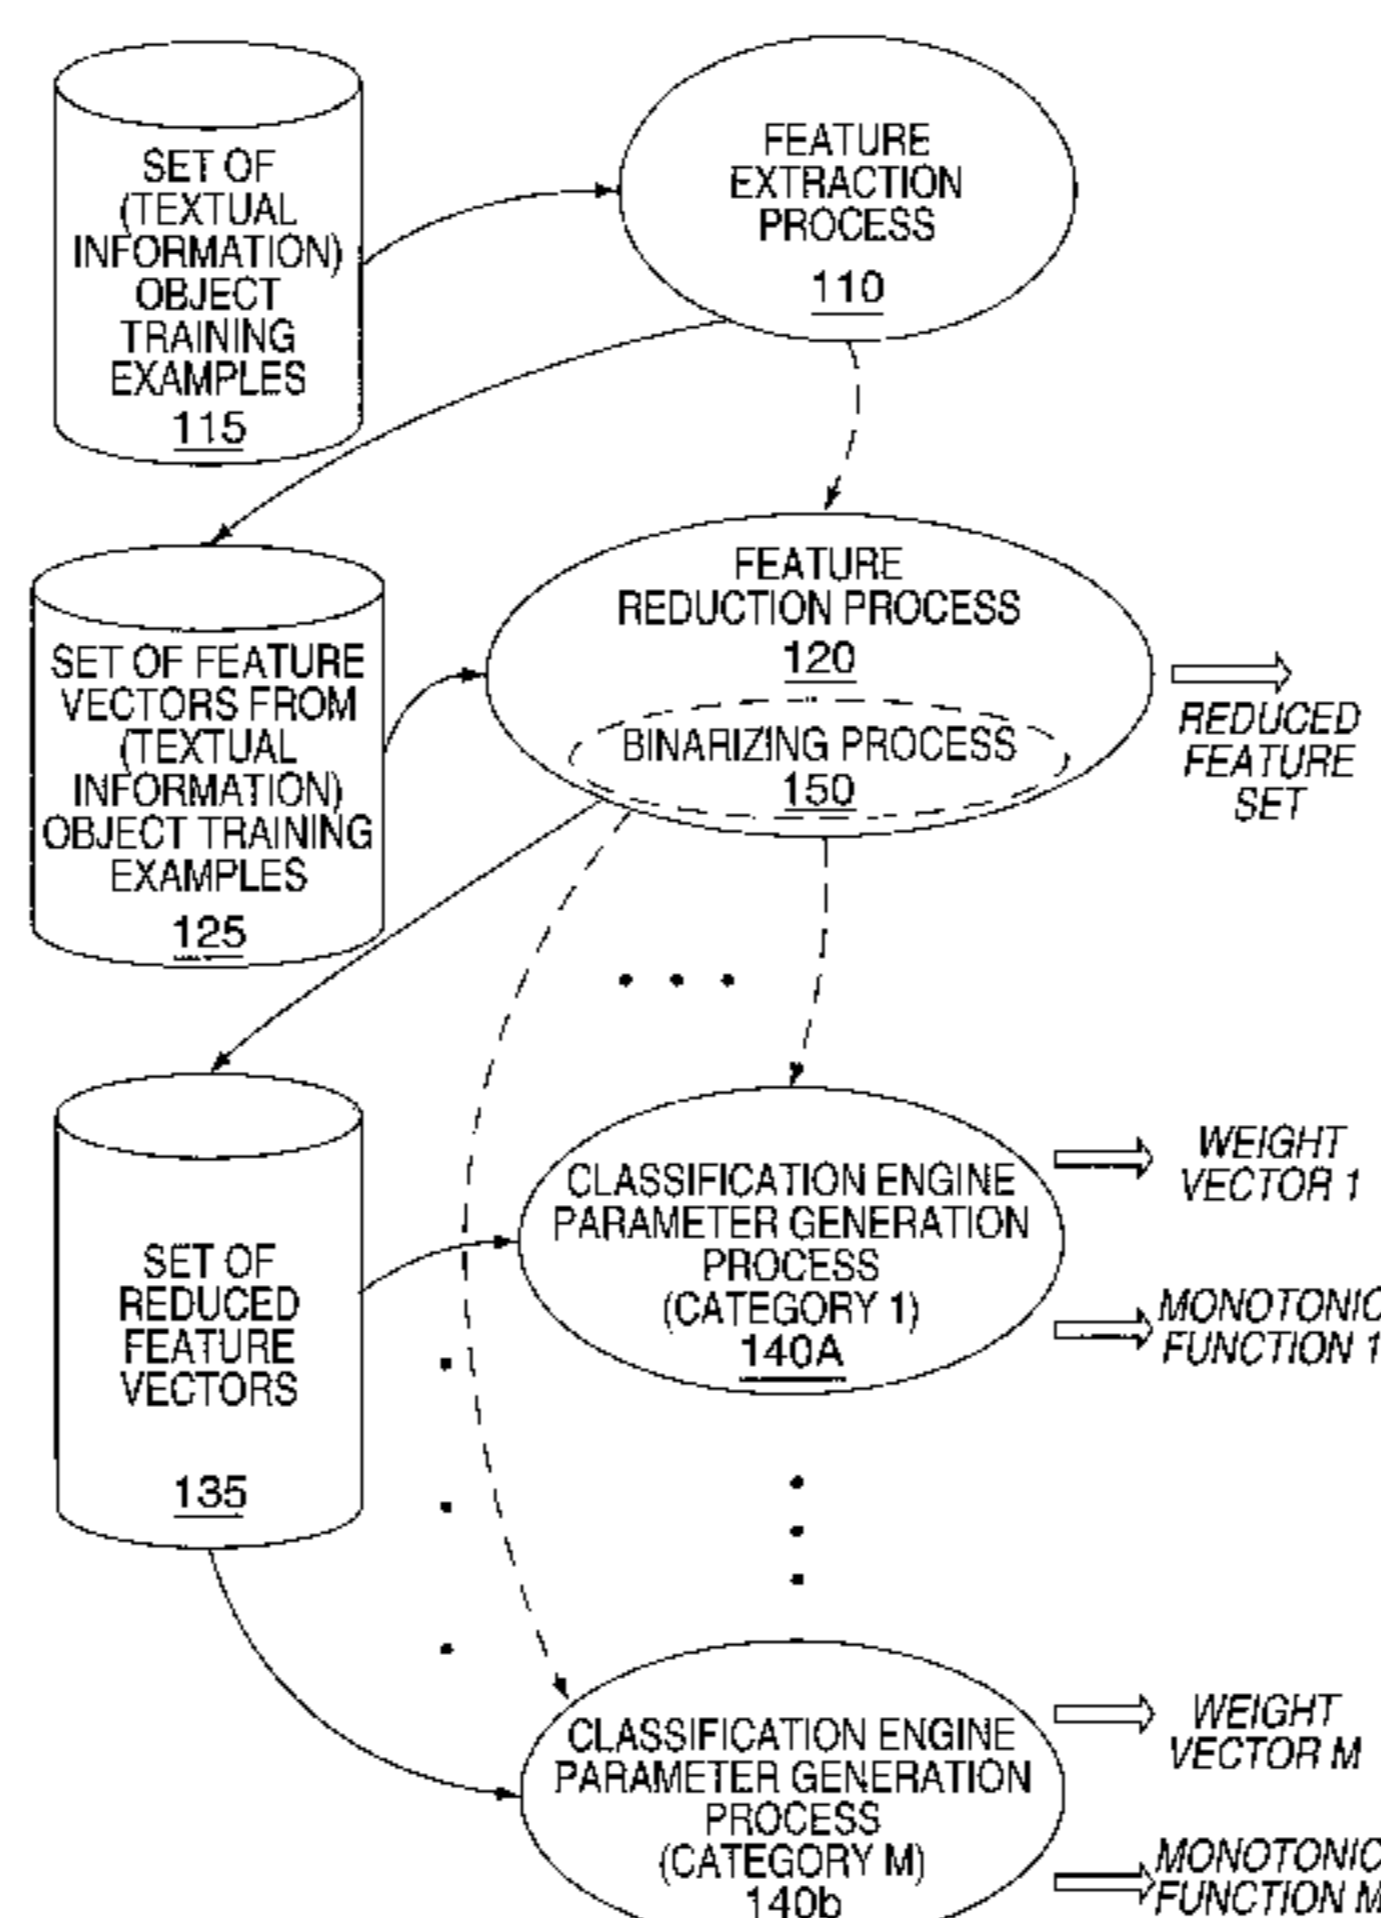 SET OF
(TEXTUAL
INFORMATION)
OBJECT
TRAINING
EXAMPLES
115
FEATURE
EXTRACTION
PROCESS
110
SET OF FEATURE
VECTORS FROM
(TEXTUAL
INFORMATION)
OBJECT TRAINING
EXAMPLES
125
FEATURE
REDUCTION PROCESS
120
BINARIZING PROCESS
150
REDUCED
FEATURE
SET
SET OF
REDUCED
FEATURE
VECTORS
135
CLASSIFICATION ENGINE
PARAMETER GENERATION
PROCESS
(CATEGORY 1)
140A
WEIGHT
VECTOR 1
MONOTONIC
FUNCTION 1
CLASSIFICATION ENGINE
PARAMETER GENERATION
PROCESS
(CATEGORY M)
140b
WEIGHT
VECTOR M
MONOTONIC
FUNCTION M